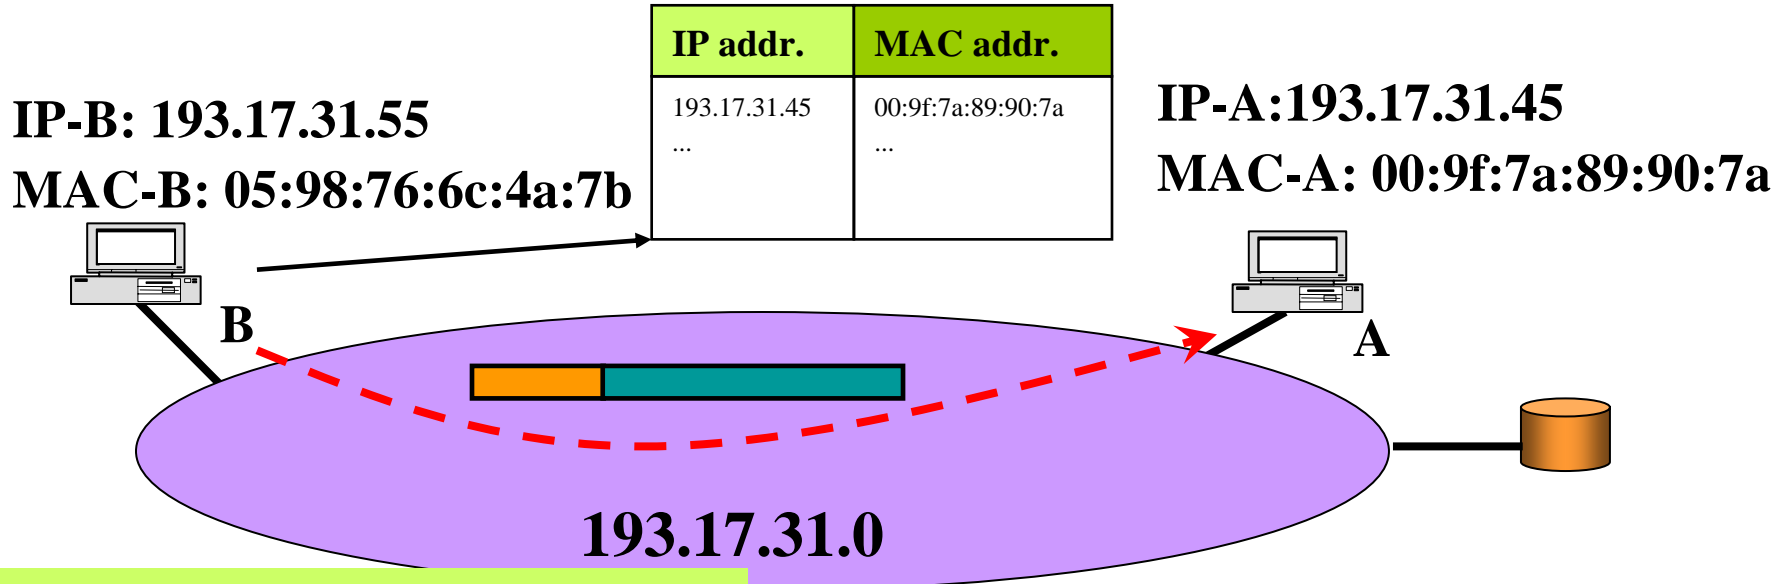 IP addr. MAC addr.
193.17.31.45 00:9f:7a:89:90:7a
... ...
IP-B: 193.17.31.55
MAC-B: 05:98:76:6c:4a:7b
IP-A:193.17.31.45
MAC-A: 00:9f:7a:89:90:7a
B
A
193.17.31.0